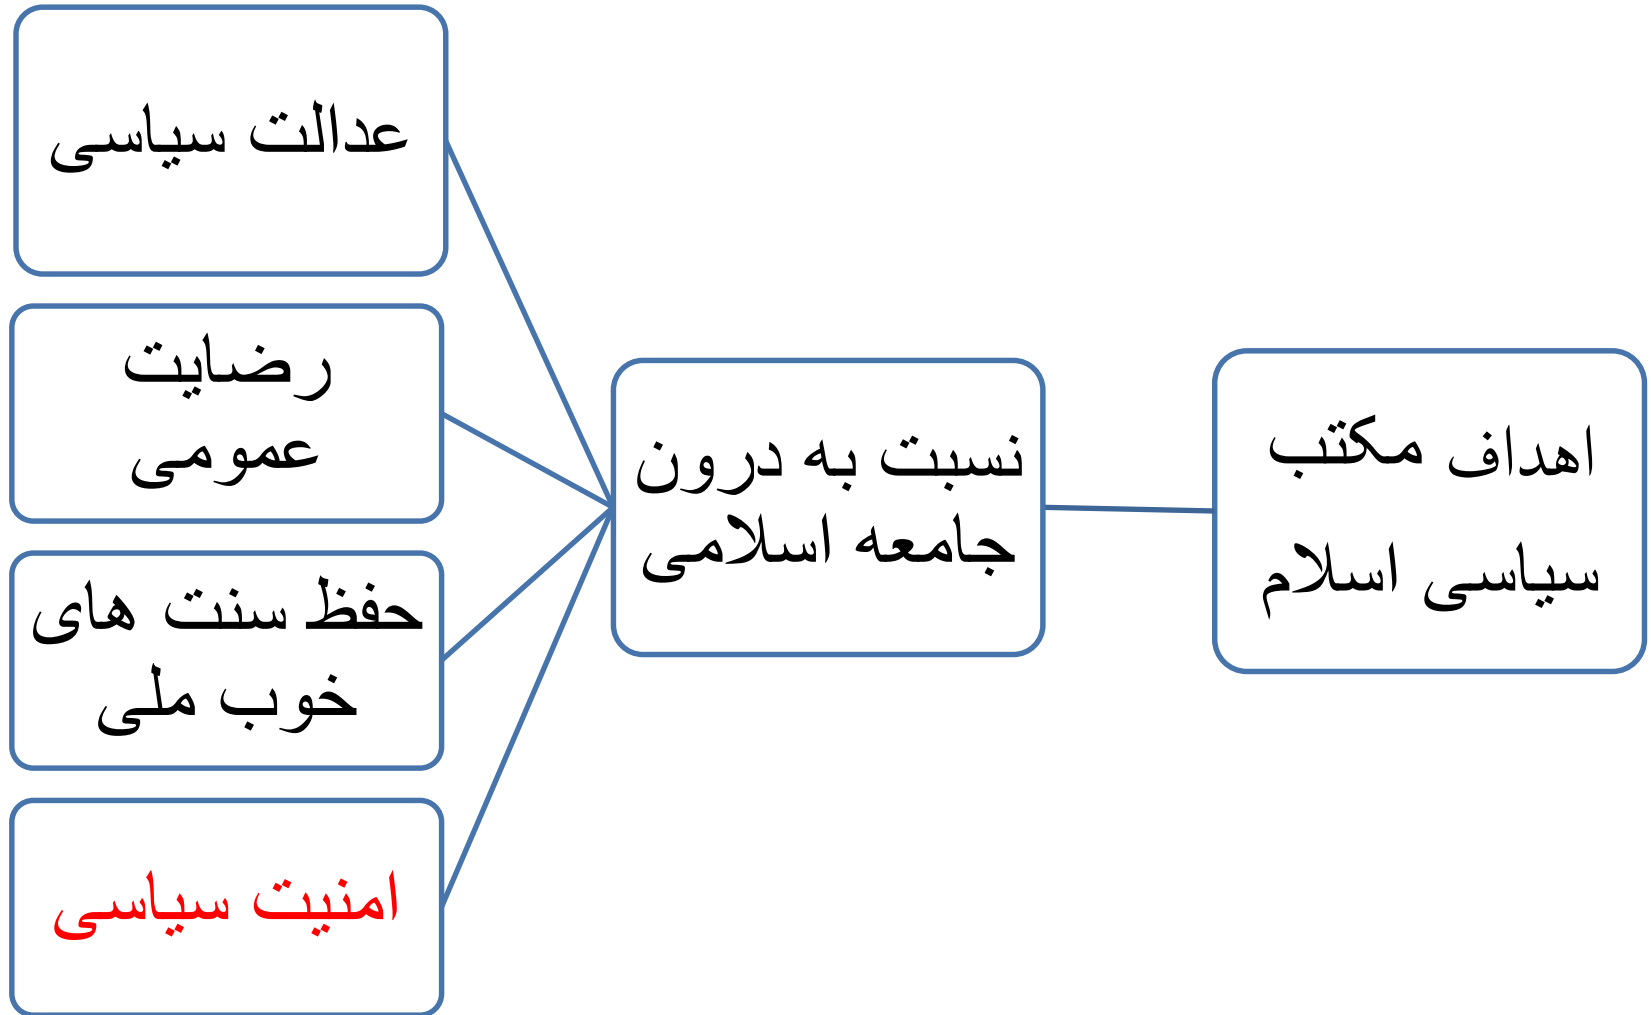 اهداف مکتب
سیاسی اسلام
نسبت به درون
جامعه اسلامی
عدالت سیاسی
رضایت
عمومی
حفظ سنت های
خوب ملی
امنیت سیاسی